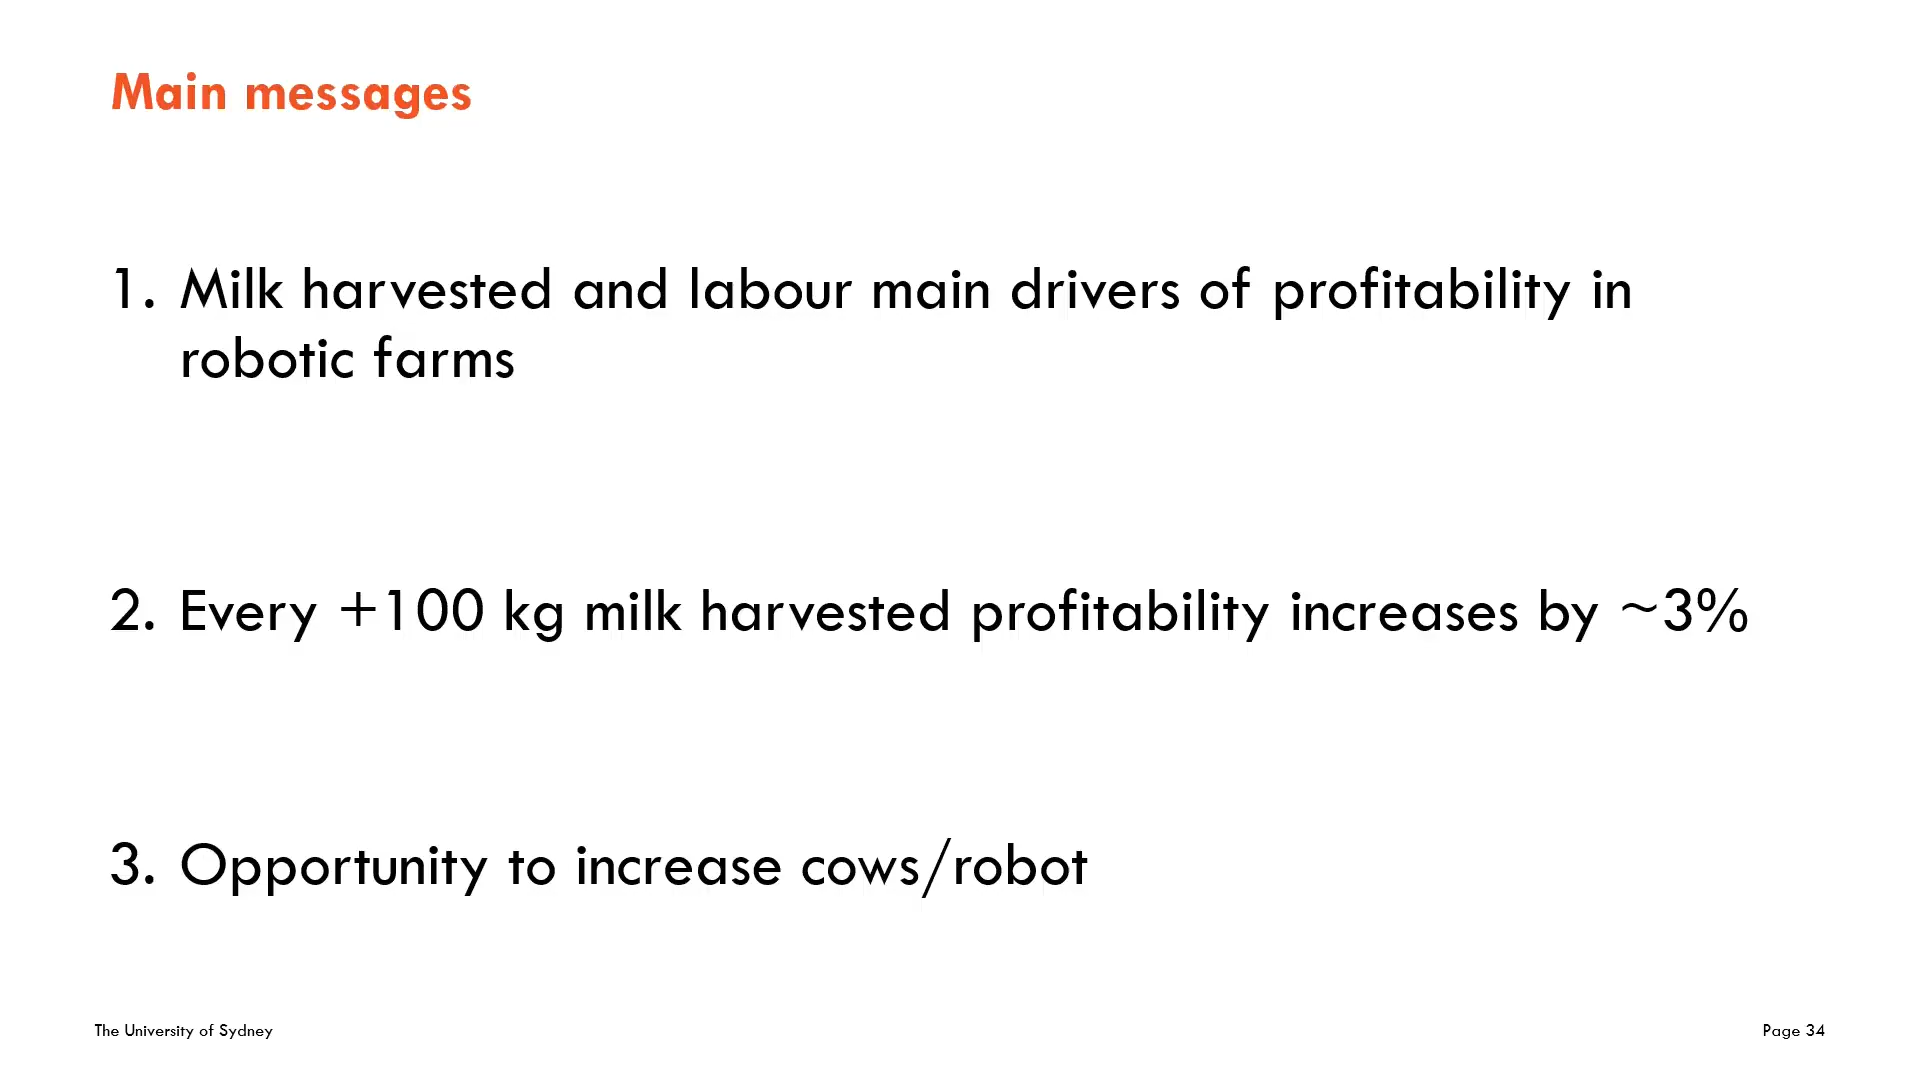 Main messages
1. Milk harvested and labour main drivers of profitability in
robotic farms
2. Every +100 kg milk harvested profitability increases by ~3%
3. Opportunity to increase cows/robot
The University of Sydney
Page 34